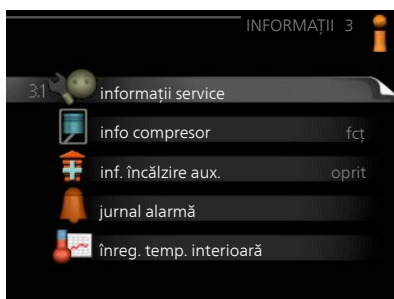 INFORMAȚII 3
3.1 informații service
info compresor fcț
inf. încălzire aux. oprit
jurnal alarmă
înreg. temp. interioară